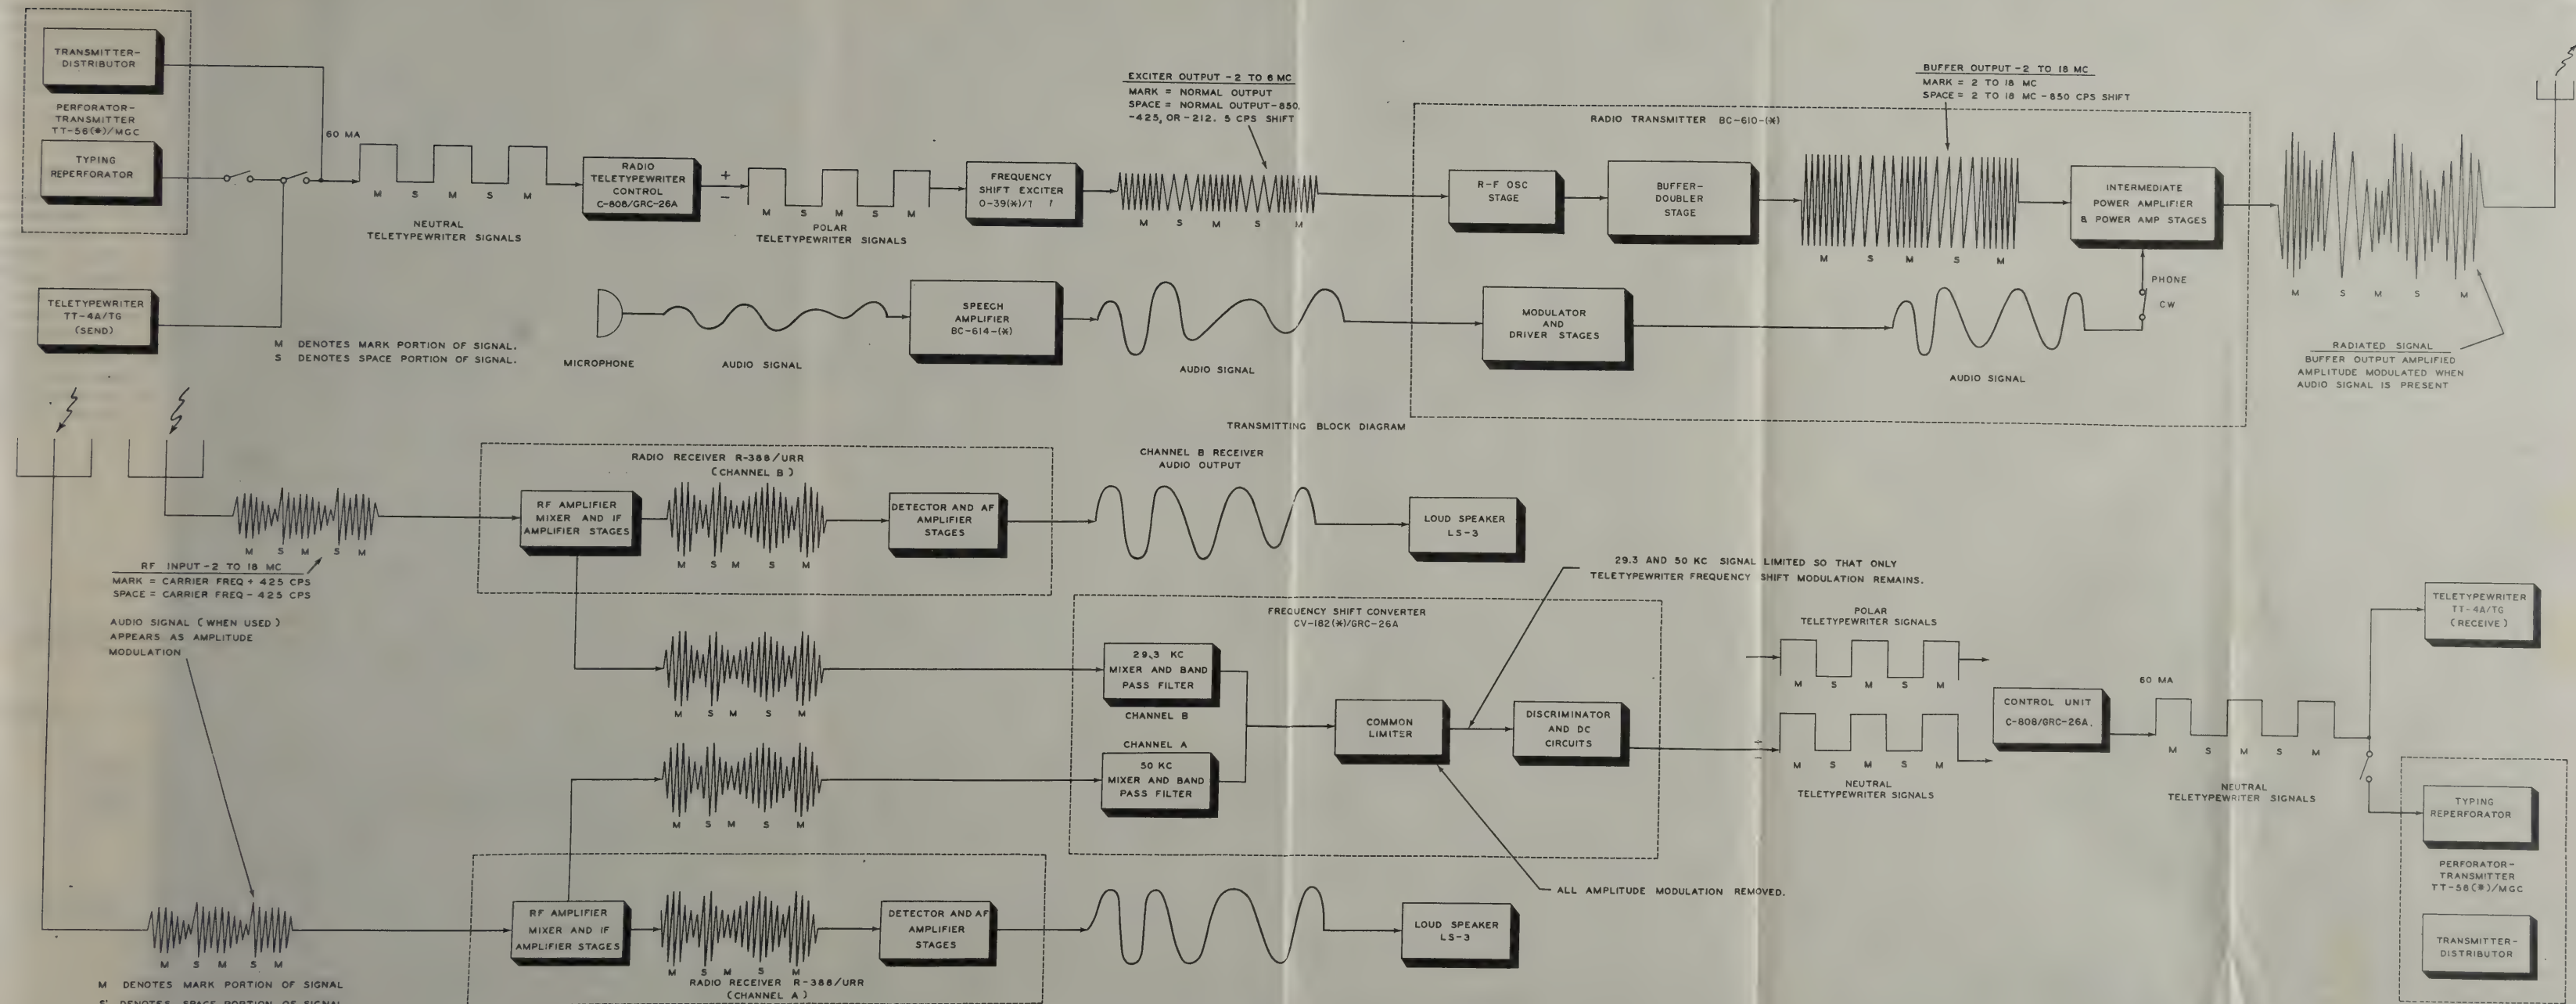 TRANSMITTER-
DISTRIBUTOR
PERFORATOR-
TRANSMITTER
TT-56(*)/MGC
TYPING
REPERFORATOR
TELETYPEWRITER
TT-4A/TG
(SEND)
60 MA
M S M S M
NEUTRAL
TELETYPEWRITER SIGNALS
M DENOTES MARK PORTION OF SIGNAL.
S DENOTES SPACE PORTION OF SIGNAL.
RADIO
TELETYPEWRITER
CONTROL
C-808/GRC-26A
+
-
M S M S M
POLAR
TELETYPEWRITER SIGNALS
FREQUENCY
SHIFT EXCITER
EXCITER OUTPUT - 2 TO 6 MC
MARK = NORMAL OUTPUT
SPACE = NORMAL OUTPUT-850,
-425, OR -212. 5 CPS SHIFT
M S M S M
MICROPHONE
AUDIO SIGNAL
SPEECH
AMPLIFIER
BC-614-(*)
AUDIO SIGNAL
RADIO TRANSMITTER BC-610-(*)
R-F OSC
STAGE
BUFFER-
DOUBLER
STAGE
BUFFER OUTPUT - 2 TO 18 MC
MARK = 2 TO 18 MC
SPACE = 2 TO 18 MC -850 CPS SHIFT
M S M S M
INTERMEDIATE
POWER AMPLIFIER
& POWER AMP STAGES
PHONE
CW
MODULATOR
AND
DRIVER STAGES
AUDIO SIGNAL
M S M S M
RADIATED SIGNAL
BUFFER OUTPUT AMPLIFIED
AMPLITUDE MODULATED WHEN
AUDIO SIGNAL IS PRESENT
TRANSMITTING BLOCK DIAGRAM
M S M S M
RF INPUT - 2 TO 18 MC
MARK = CARRIER FREQ + 425 CPS
SPACE = CARRIER FREQ - 425 CPS
AUDIO SIGNAL (WHEN USED)
APPEARS AS AMPLITUDE
MODULATION
RADIO RECEIVER R-388/URR
(CHANNEL B)
RF AMPLIFIER
MIXER AND IF
AMPLIFIER STAGES
M S M S M
DETECTOR AND AF
AMPLIFIER
STAGES
CHANNEL B RECEIVER
AUDIO OUTPUT
LOUD SPEAKER
LS-3
M S M S M
M S M S M
FREQUENCY SHIFT CONVERTER
CV-182(*)/GRC-26A
29.3 KC
MIXER AND BAND
PASS FILTER
CHANNEL B
CHANNEL A
50 KC
MIXER AND BAND
PASS FILTER
COMMON
LIMITER
DISCRIMINATOR
AND DC
CIRCUITS
29.3 AND 50 KC SIGNAL LIMITED SO THAT ONLY
TELETYPEWRITER FREQUENCY SHIFT MODULATION REMAINS.
ALL AMPLITUDE MODULATION REMOVED.
POLAR
TELETYPEWRITER SIGNALS
M S M S M
+
-
M S M S M
NEUTRAL
TELETYPEWRITER SIGNALS
CONTROL UNIT
C-808/GRC-26A.
60 MA
M S M S M
NEUTRAL
TELETYPEWRITER SIGNALS
TELETYPEWRITER
TT-4A/TG
(RECEIVE)
TYPING
REPERFORATOR
PERFORATOR-
TRANSMITTER
TT-56(*)/MGC
TRANSMITTER-
DISTRIBUTOR
M S M S M
RF AMPLIFIER
MIXER AND IF
AMPLIFIER STAGES
M S M S M
DETECTOR AND AF
AMPLIFIER
STAGES
RADIO RECEIVER R-388/URR
(CHANNEL A)
LOUD SPEAKER
LS-3
M DENOTES MARK PORTION OF SIGNAL
S DENOTES SPACE PORTION OF SIGNAL